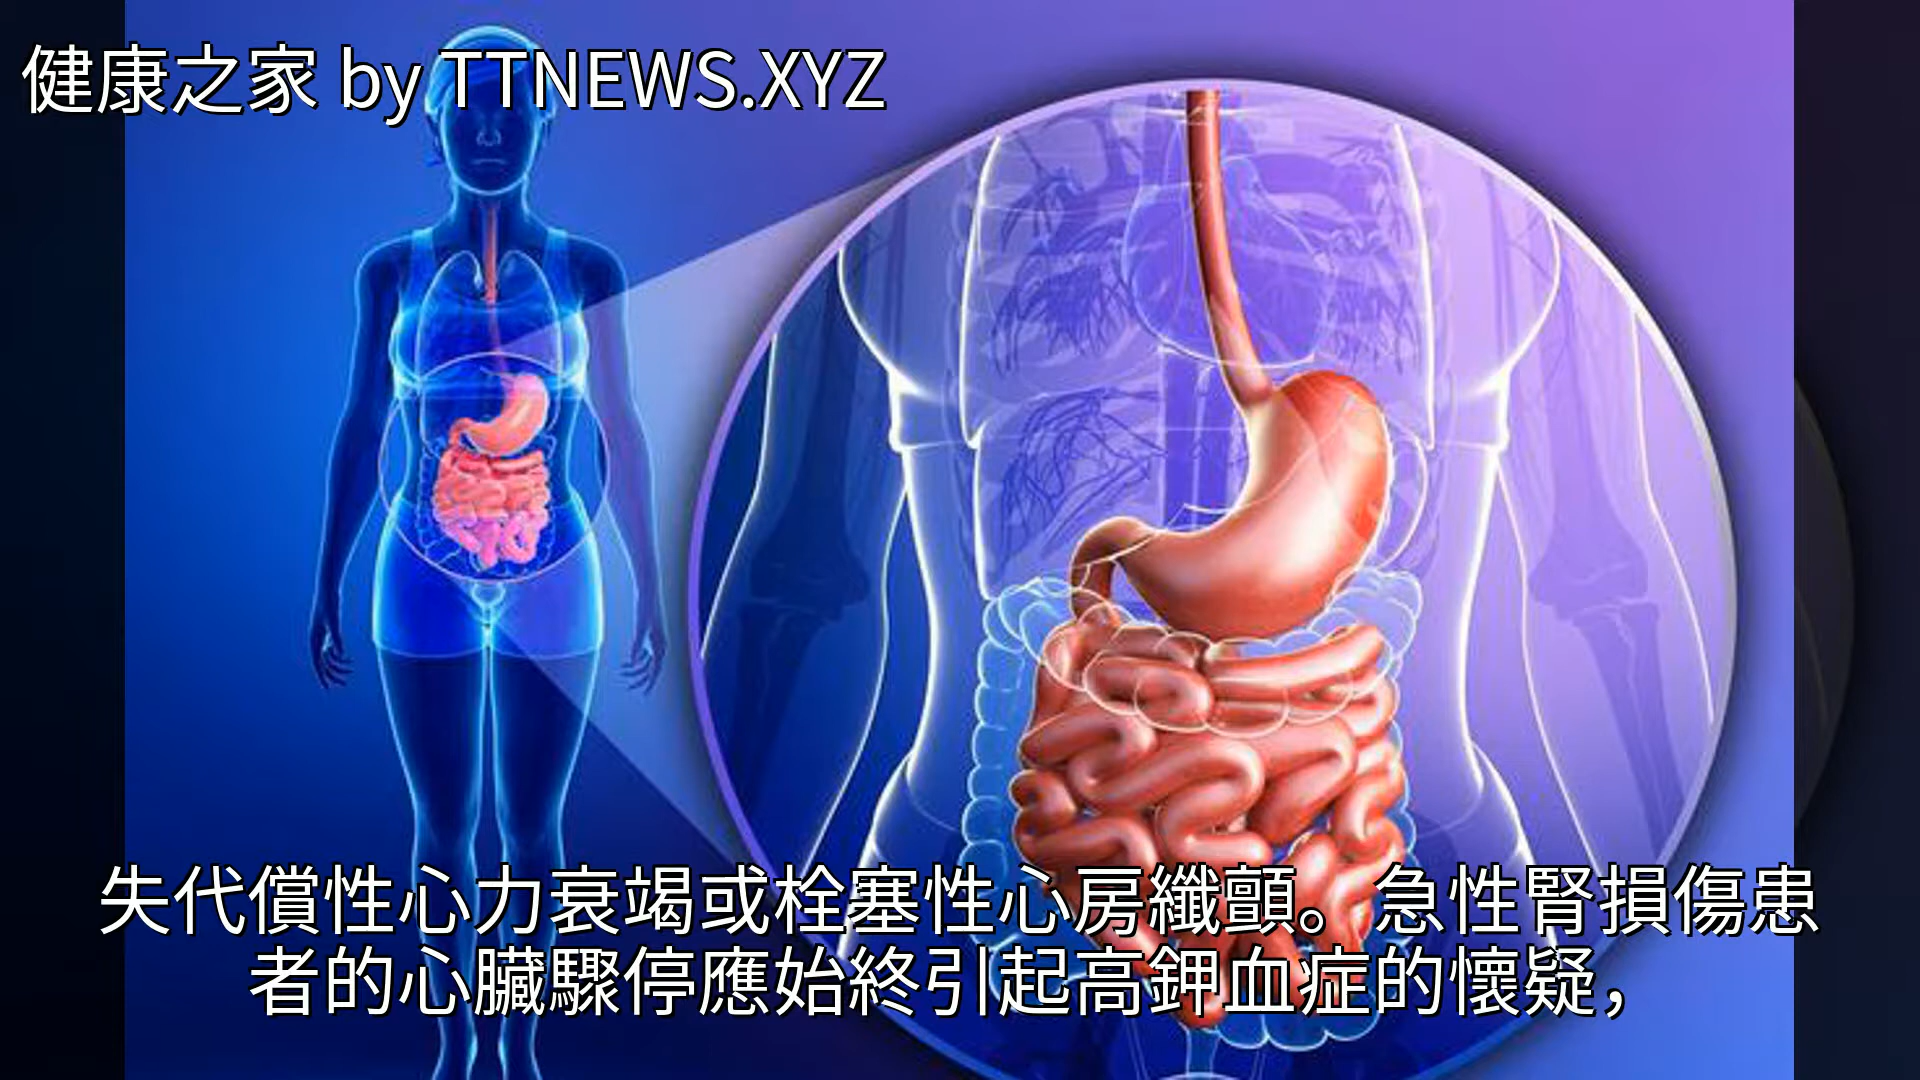 健康之家 by TTNEWS.XYZ
失代償性心力衰竭或栓塞性心房纖顫。急性腎損傷患
者的心臟驟停應始終引起高鉀血症的懷疑，